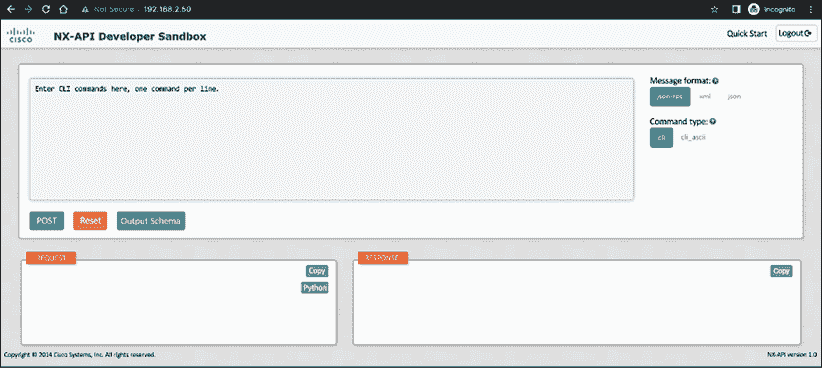 Not Secure - 192.168.2.50
Incognito
CISCO
NX-API Developer Sandbox
Quick Start
Logout
Enter CLI commands here, one command per line.
Message format:
json-rpc xml json
Command type:
cli cli_ascii
POST Reset Output Schema
REQUEST
RESPONSE
Copy
Copy
Python
Copyright © 2014 Cisco Systems, Inc. All rights reserved.
NX-API version 1.0